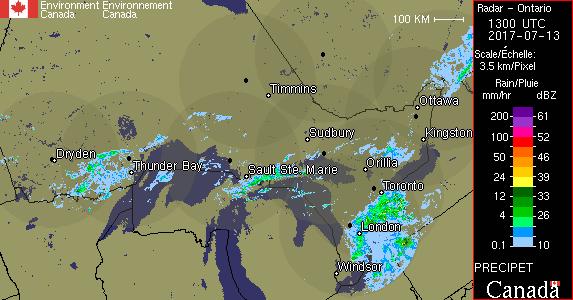 Environment Environnement
Canada Canada
100 KM
Timmins
Ottawa
Sudbury
Kingston
Dryden
Thunder Bay
Sault Ste. Marie
Orillia
Toronto
London
Windsor
Radar - Ontario
1300 UTC
2017-07-13
Scale/Échelle:
3.5 km/Pixel
Rain/Pluie
mm/hr dBZ
200 61
100 52
50 46
24 39
12 33
4 26
0.1 10
PRECIPET
Canada